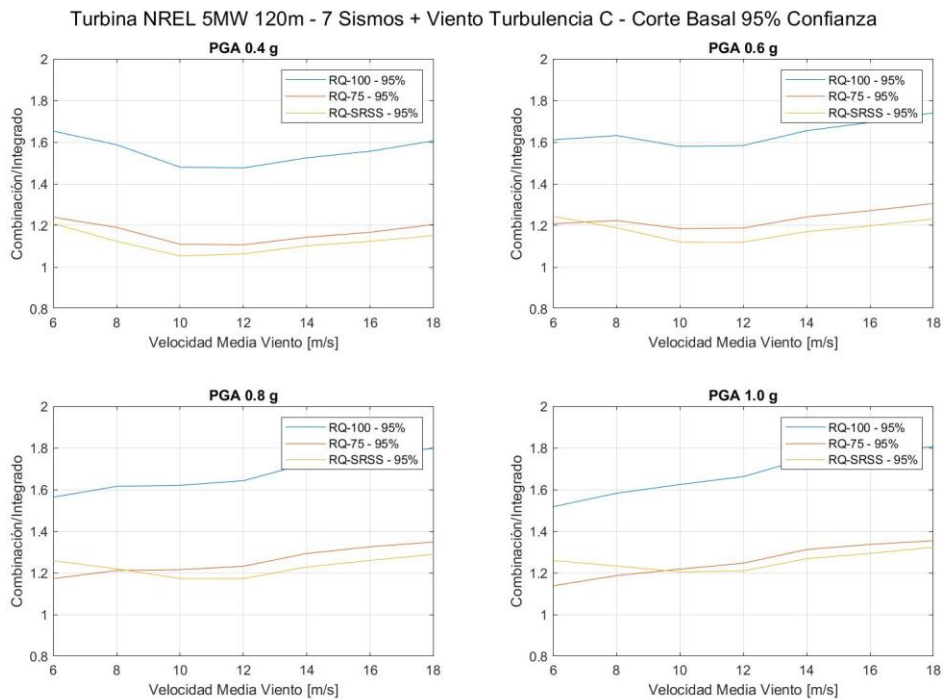 Turbina NREL 5MW 120m - 7 Sismos + Viento Turbulencia C - Corte Basal 95% Confianza
PGA 0.4 g
2
1.8
1.6
1.4
1.2
1
0.8
Combinación/Integrado
RQ-100 - 95%
RQ-75 - 95%
RQ-SRSS - 95%
6 8 10 12 14 16 18
Velocidad Media Viento [m/s]
PGA 0.6 g
2
1.8
1.6
1.4
1.2
1
0.8
Combinación/Integrado
RQ-100 - 95%
RQ-75 - 95%
RQ-SRSS - 95%
6 8 10 12 14 16 18
Velocidad Media Viento [m/s]
PGA 0.8 g
2
1.8
1.6
1.4
1.2
1
0.8
Combinación/Integrado
RQ-100 - 95%
RQ-75 - 95%
RQ-SRSS - 95%
6 8 10 12 14 16 18
Velocidad Media Viento [m/s]
PGA 1.0 g
2
1.8
1.6
1.4
1.2
1
0.8
Combinación/Integrado
RQ-100 - 95%
RQ-75 - 95%
RQ-SRSS - 95%
6 8 10 12 14 16 18
Velocidad Media Viento [m/s]